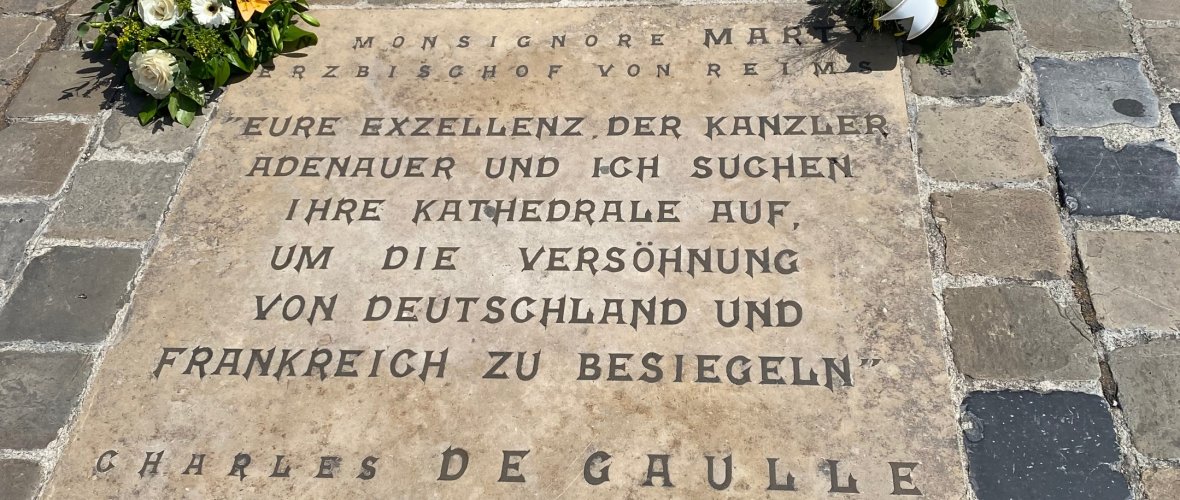 MONSIGNORE MARTY
ERZBISCHOF VON REIMS
"EURE EXZELLENZ, DER KANZLER
ADENAUER UND ICH SUCHEN
IHRE KATHEDRALE AUF,
UM DIE VERSÖHNUNG
VON DEUTSCHLAND UND
FRANKREICH ZU BESIEGELN"
CHARLES DE GAULLE